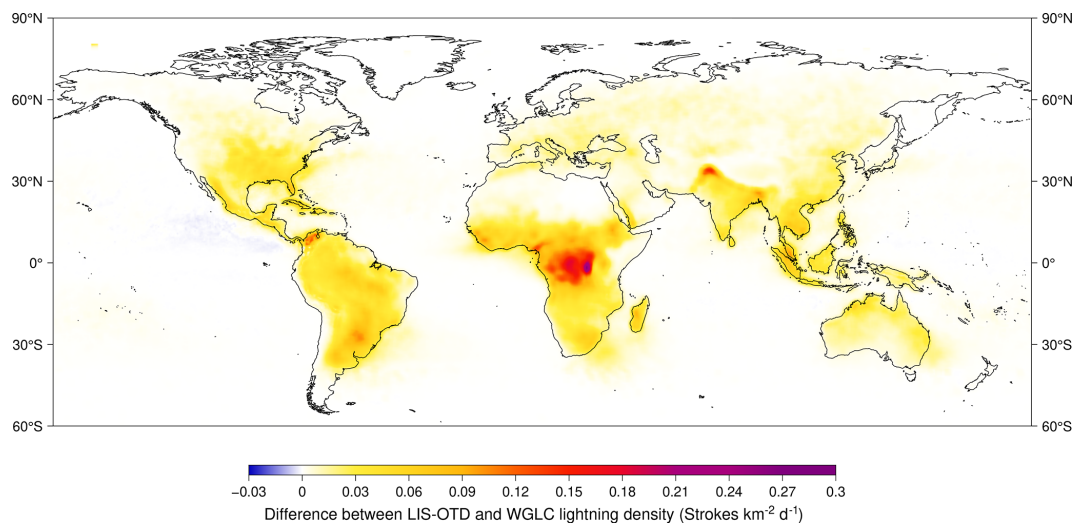 90°N 90°N
60°N 60°N
30°N 30°N
0° 0°
30°S 30°S
60°S 60°S
−0.03 0 0.03 0.06 0.09 0.12 0.15 0.18 0.21 0.24 0.27 0.3
Difference between LIS-OTD and WGLC lightning density (Strokes km⁻² d⁻¹)